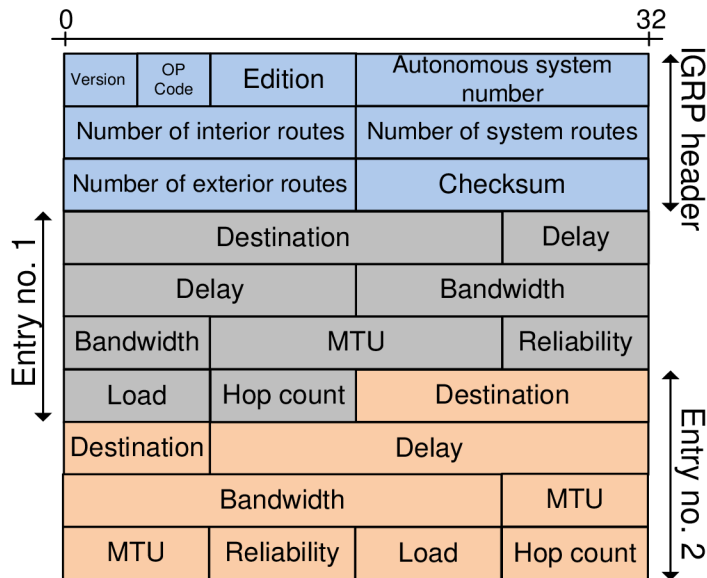 0 32
Version
OP
Code
Edition
Autonomous system
number
Number of interior routes
Number of system routes
Number of exterior routes
Checksum
IGRP header
Entry no. 1
Destination
Delay
Delay
Bandwidth
Bandwidth
MTU
Reliability
Load
Hop count
Destination
Entry no. 2
Destination
Delay
Bandwidth
MTU
MTU
Reliability
Load
Hop count